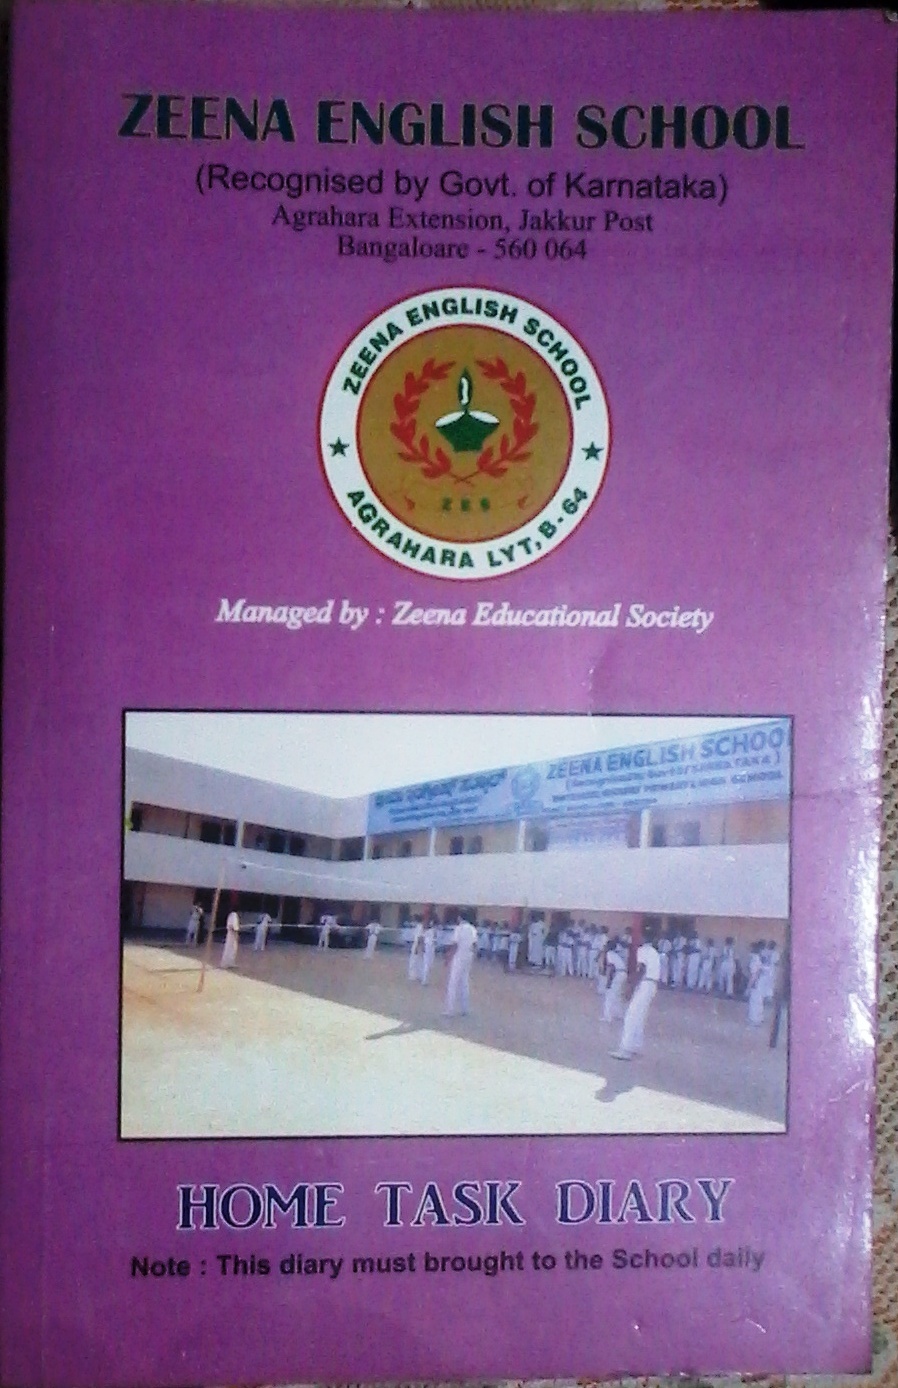 ZEENA ENGLISH SCHOOL
(Recognised by Govt. of Karnataka)
Agrahara Extension, Jakkur Post
Bangaloare - 560 064
ZEENA ENGLISH SCHOOL
Z E S
AGRAHARA LYT, B-64
Managed by : Zeena Educational Society
ZEENA ENGLISH SCHOO
HOME TASK DIARY
Note : This diary must brought to the School daily